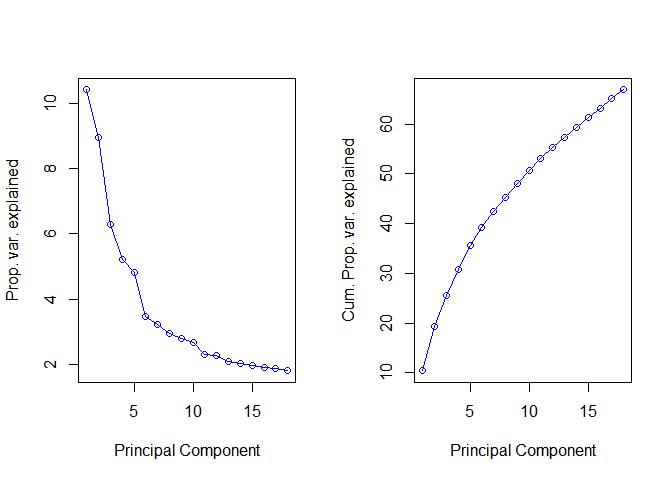 Prop. var. explained
10
8
6
4
2
5 10 15
Principal Component
Cum. Prop. var. explained
60
50
40
30
20
10
5 10 15
Principal Component